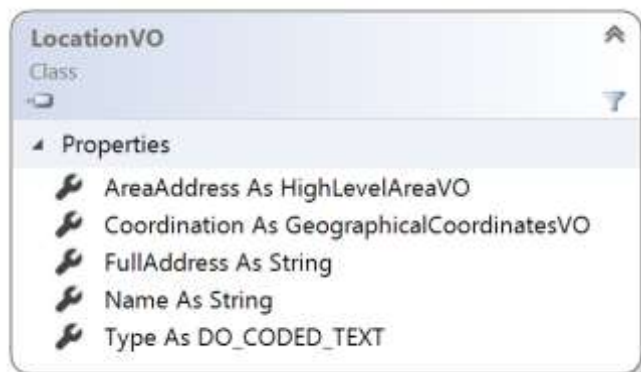 LocationVO
Class
Properties
AreaAddress As HighLevelAreaVO
Coordination As GeographicalCoordinatesVO
FullAddress As String
Name As String
Type As DO_CODED_TEXT